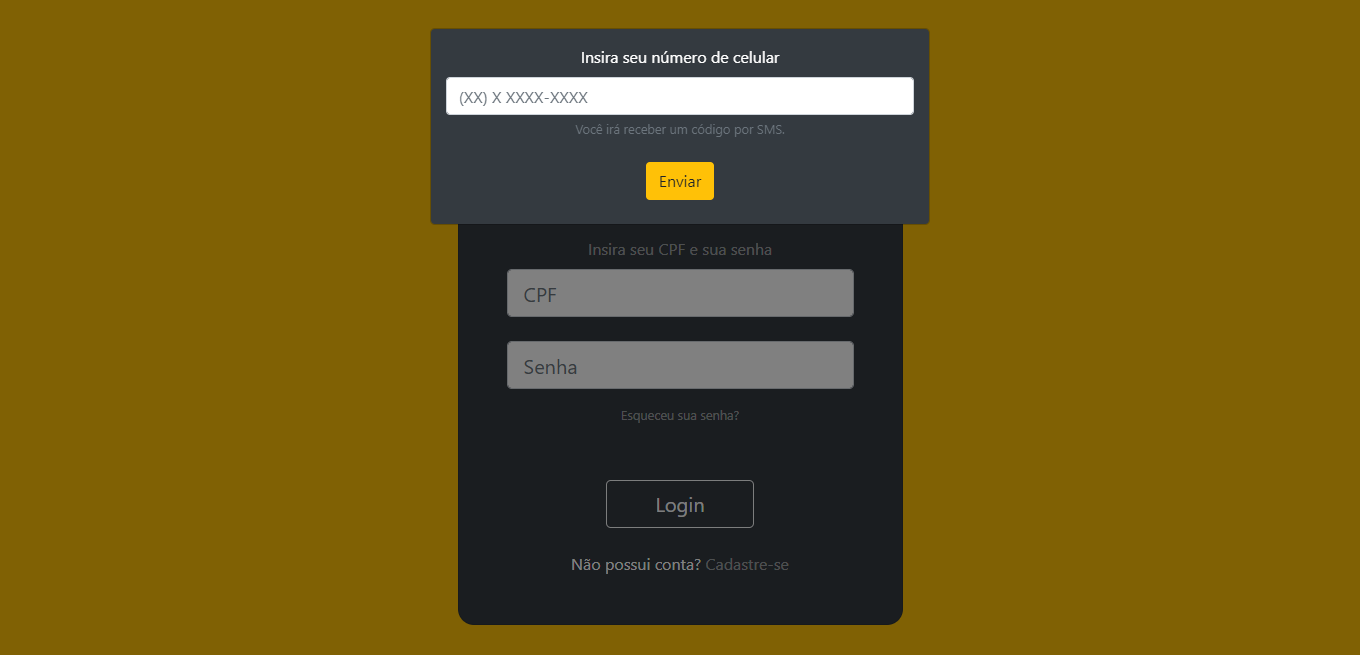 Insira seu número de celular
(XX) X XXXX-XXXX
Você irá receber um código por SMS.
Enviar
Insira seu CPF e sua senha
CPF
Senha
Esqueceu sua senha?
Login
Não possui conta? Cadastre-se